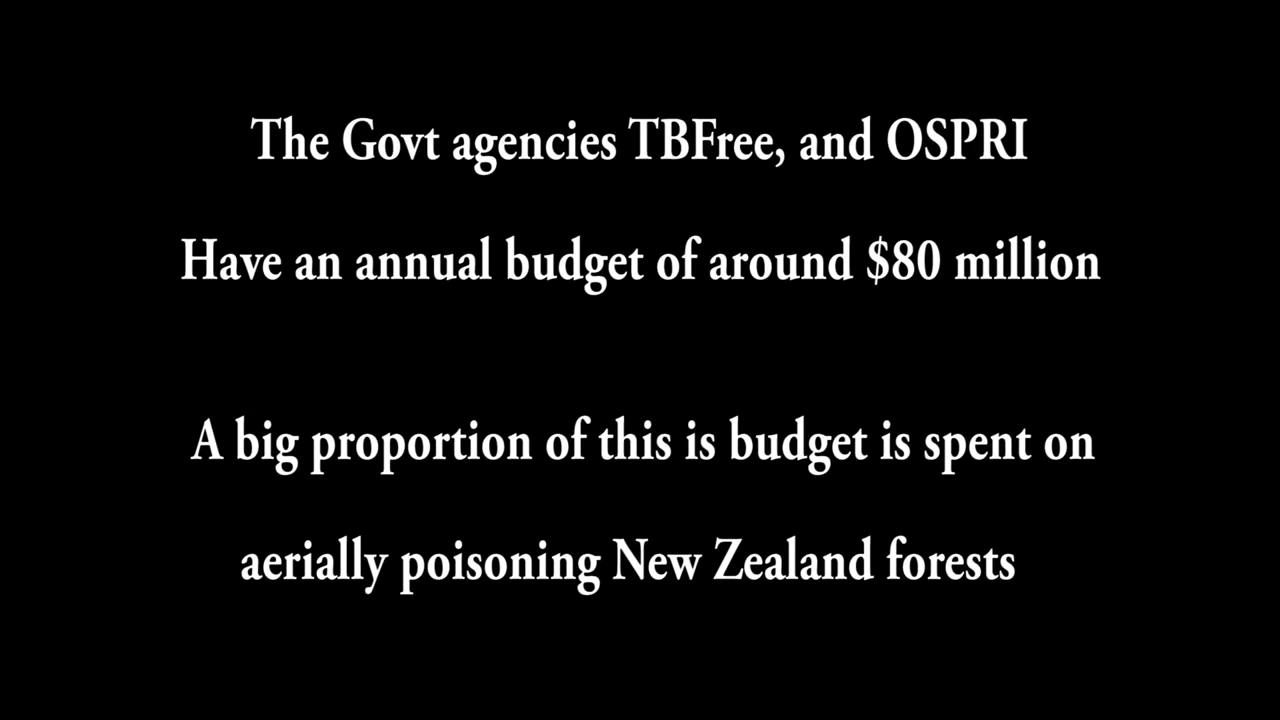 The Govt agencies TBFree, and OSPRI
Have an annual budget of around $80 million
A big proportion of this is budget is spent on
aerially poisoning New Zealand forests